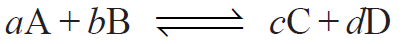 aA + bB ⇌ cC + dD